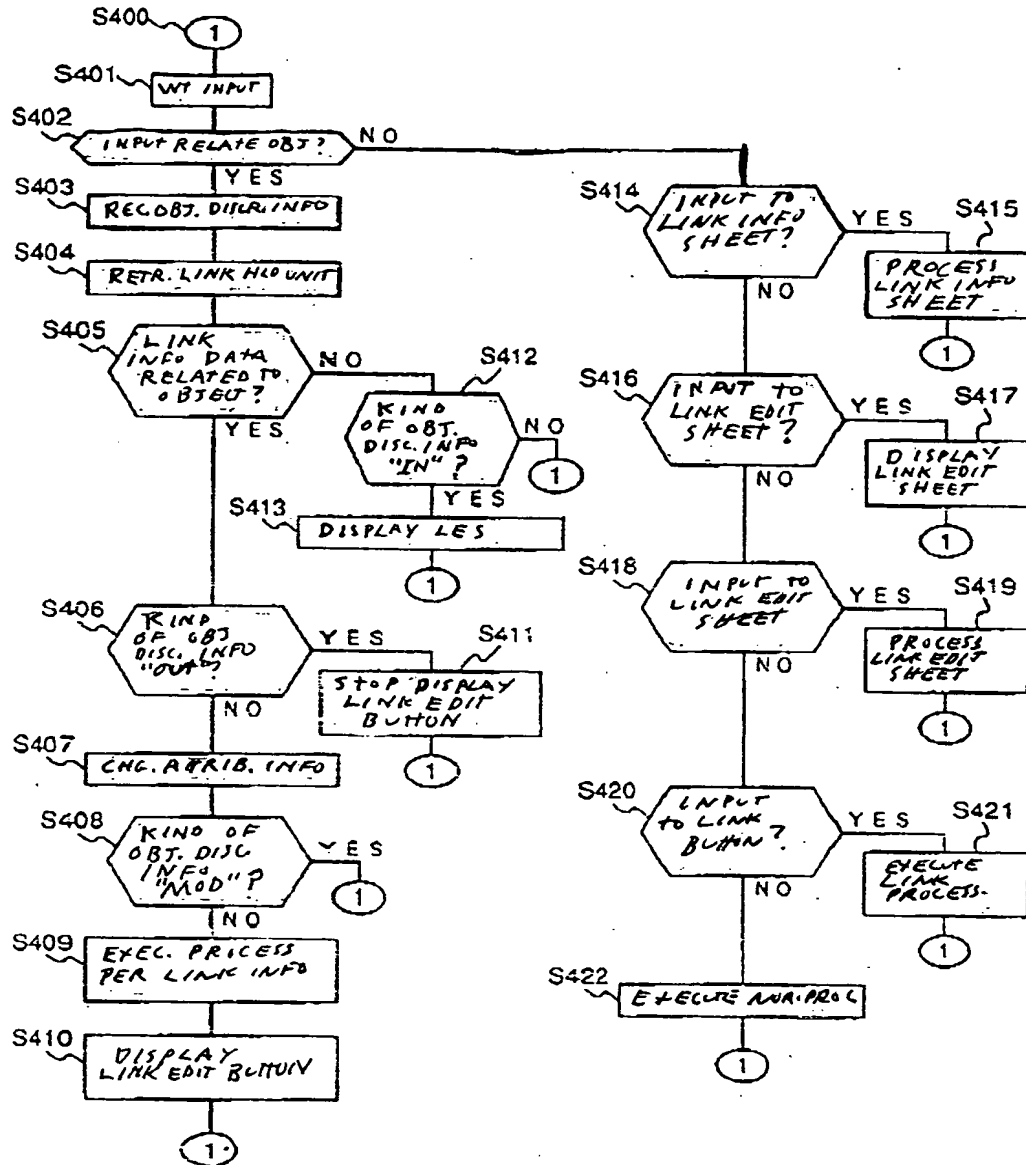 S400
1
S401
WT INPUT
S402
INPUT RELATE OBJ?
NO
YES
S403
REC OBJ. DISCR. INFO
S404
RETR. LINK HLD UNIT
S405
LINK
INFO DATA
RELATED TO
OBJECT?
NO
YES
S412
KIND
OF OBJ.
DISC. INFO
"IN"?
NO
1
YES
S413
DISPLAY LES
1
S406
KIND
OF OBJ
DISC. INFO
"OUT"?
YES
NO
S411
STOP DISPLAY
LINK EDIT
BUTTON
1
S407
CHG. ATTRIB. INFO
S408
KIND OF
OBJ. DISC
INFO
"MOD"?
YES
1
NO
S409
EXEC. PROCESS
PER LINK INFO
S410
DISPLAY
LINK EDIT BUTTON
1
S414
INPUT TO
LINK INFO
SHEET?
YES
NO
S415
PROCESS
LINK INFO
SHEET
1
S416
INPUT TO
LINK EDIT
SHEET?
YES
NO
S417
DISPLAY
LINK EDIT
SHEET
1
S418
INPUT TO
LINK EDIT
SHEET
YES
NO
S419
PROCESS
LINK EDIT
SHEET
1
S420
INPUT
TO LINK
BUTTON?
YES
NO
S421
EXECUTE
LINK
PROCESS.
1
S422
EXECUTE NOR. PROC
1